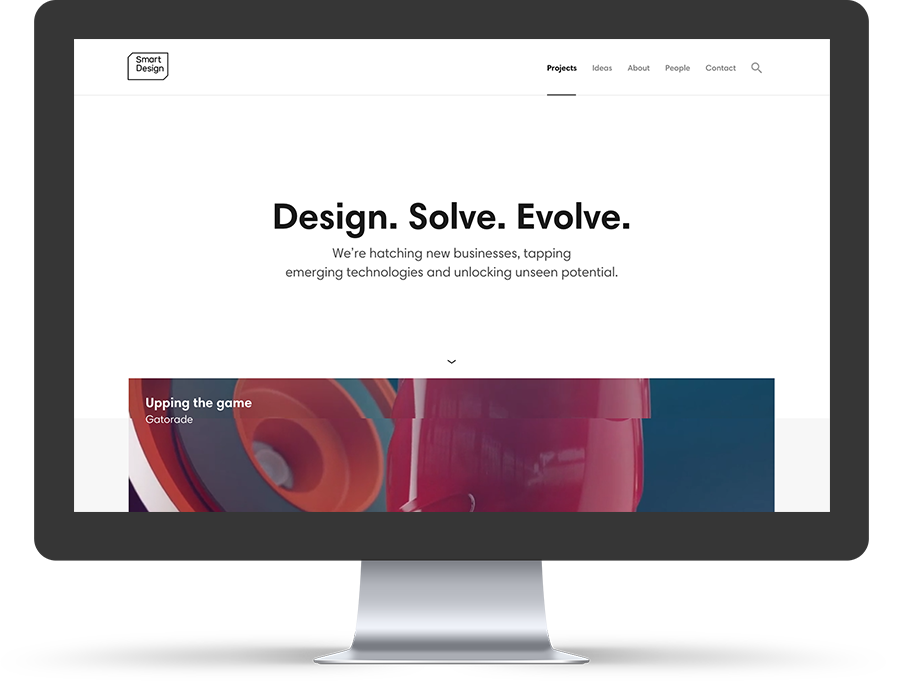 Smart
Design
Projects Ideas About People Contact
Design. Solve. Evolve.
We're hatching new businesses, tapping
emerging technologies and unlocking unseen potential.
Upping the game
Gatorade